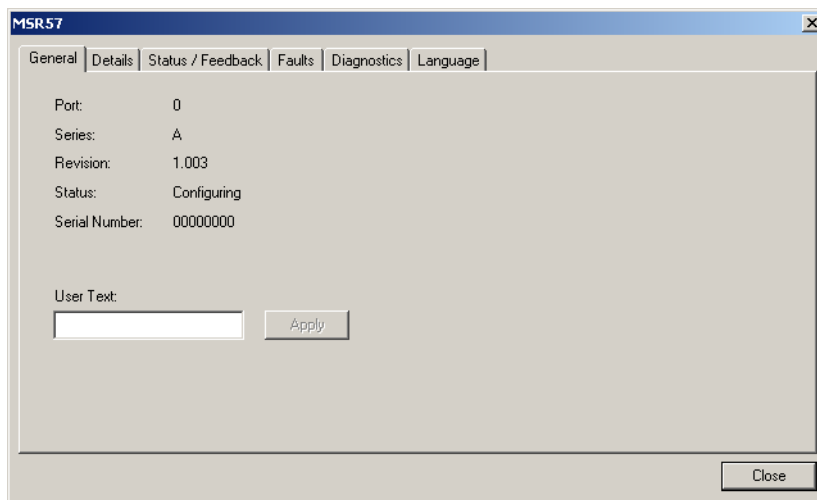 MSR57
General Details Status / Feedback Faults Diagnostics Language
Port: 0
Series: A
Revision: 1.003
Status: Configuring
Serial Number: 00000000
User Text:
Apply
Close